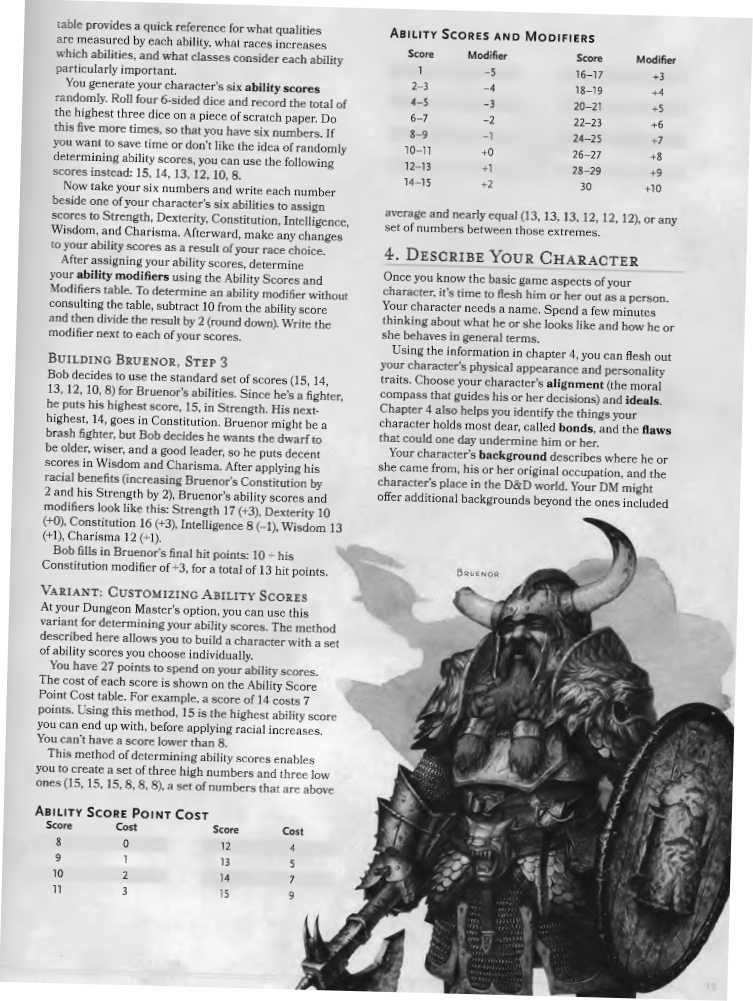 table provides a quick reference for what qualities
are measured by each ability, what races increases
which abilities, and what classes consider each ability
particularly important.
You generate your character's six ability scores
randomly. Roll four 6-sided dice and record the total of
the highest three dice on a piece of scratch paper. Do
this five more times, so that you have six numbers. If
you want to save time or don't like the idea of randomly
determining ability scores, you can use the following
scores instead: 15, 14, 13, 12, 10, 8.
Now take your six numbers and write each number
beside one of your character's six abilities to assign
scores to Strength, Dexterity, Constitution, Intelligence,
Wisdom, and Charisma. Afterward, make any changes
to your ability scores as a result of your race choice.
After assigning your ability scores, determine
your ability modifiers using the Ability Scores and
Modifiers table. To determine an ability modifier without
consulting the table, subtract 10 from the ability score
and then divide the result by 2 (round down). Write the
modifier next to each of your scores.
BUILDING BRUENOR, STEP 3
Bob decides to use the standard set of scores (15, 14,
13, 12, 10, 8) for Bruenor's abilities. Since he's a fighter,
he puts his highest score, 15, in Strength. His next-
highest, 14, goes in Constitution. Bruenor might be a
brash fighter, but Bob decides he wants the dwarf to
be older, wiser, and a good leader, so he puts decent
scores in Wisdom and Charisma. After applying his
racial benefits (increasing Bruenor's Constitution by
2 and his Strength by 2), Bruenor's ability scores and
modifiers look like this: Strength 17 (+3), Dexterity 10
(+0), Constitution 16 (+3), Intelligence 8 (−1), Wisdom 13
(+1), Charisma 12 (+1).
Bob fills in Bruenor's final hit points: 10 + his
Constitution modifier of +3, for a total of 13 hit points.
VARIANT: CUSTOMIZING ABILITY SCORES
At your Dungeon Master's option, you can use this
variant for determining your ability scores. The method
described here allows you to build a character with a set
of ability scores you choose individually.
You have 27 points to spend on your ability scores.
The cost of each score is shown on the Ability Score
Point Cost table. For example, a score of 14 costs 7
points. Using this method, 15 is the highest ability score
you can end up with, before applying racial increases.
You can't have a score lower than 8.
This method of determining ability scores enables
you to create a set of three high numbers and three low
ones (15, 15, 15, 8, 8, 8), a set of numbers that are above
ABILITY SCORE POINT COST
Score Cost Score Cost
8 0 12 4
9 1 13 5
10 2 14 7
11 3 15 9
ABILITY SCORES AND MODIFIERS
Score Modifier Score Modifier
1 −5 16–17 +3
2–3 −4 18–19 +4
4–5 −3 20–21 +5
6–7 −2 22–23 +6
8–9 −1 24–25 +7
10–11 +0 26–27 +8
12–13 +1 28–29 +9
14–15 +2 30 +10
average and nearly equal (13, 13, 13, 12, 12, 12), or any
set of numbers between those extremes.
4. DESCRIBE YOUR CHARACTER
Once you know the basic game aspects of your
character, it's time to flesh him or her out as a person.
Your character needs a name. Spend a few minutes
thinking about what he or she looks like and how he or
she behaves in general terms.
Using the information in chapter 4, you can flesh out
your character's physical appearance and personality
traits. Choose your character's alignment (the moral
compass that guides his or her decisions) and ideals.
Chapter 4 also helps you identify the things your
character holds most dear, called bonds, and the flaws
that could one day undermine him or her.
Your character's background describes where he or
she came from, his or her original occupation, and the
character's place in the D&D world. Your DM might
offer additional backgrounds beyond the ones included
BRUENOR
15